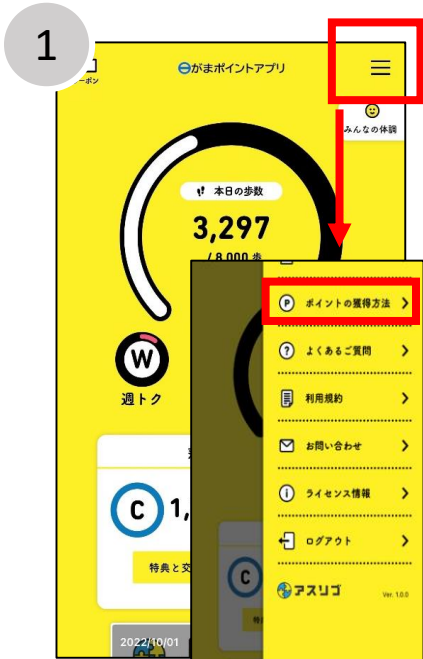 1
ーポン
がまポイントアプリ
みんなの体調
本日の歩数
3,297
/ 8,000 歩
W
週トク
C 1,
特典と交
2022/10/01
P ポイントの獲得方法
? よくあるご質問
利用規約
お問い合わせ
i ライセンス情報
ログアウト
アスリブ
Ver. 1.0.0
C